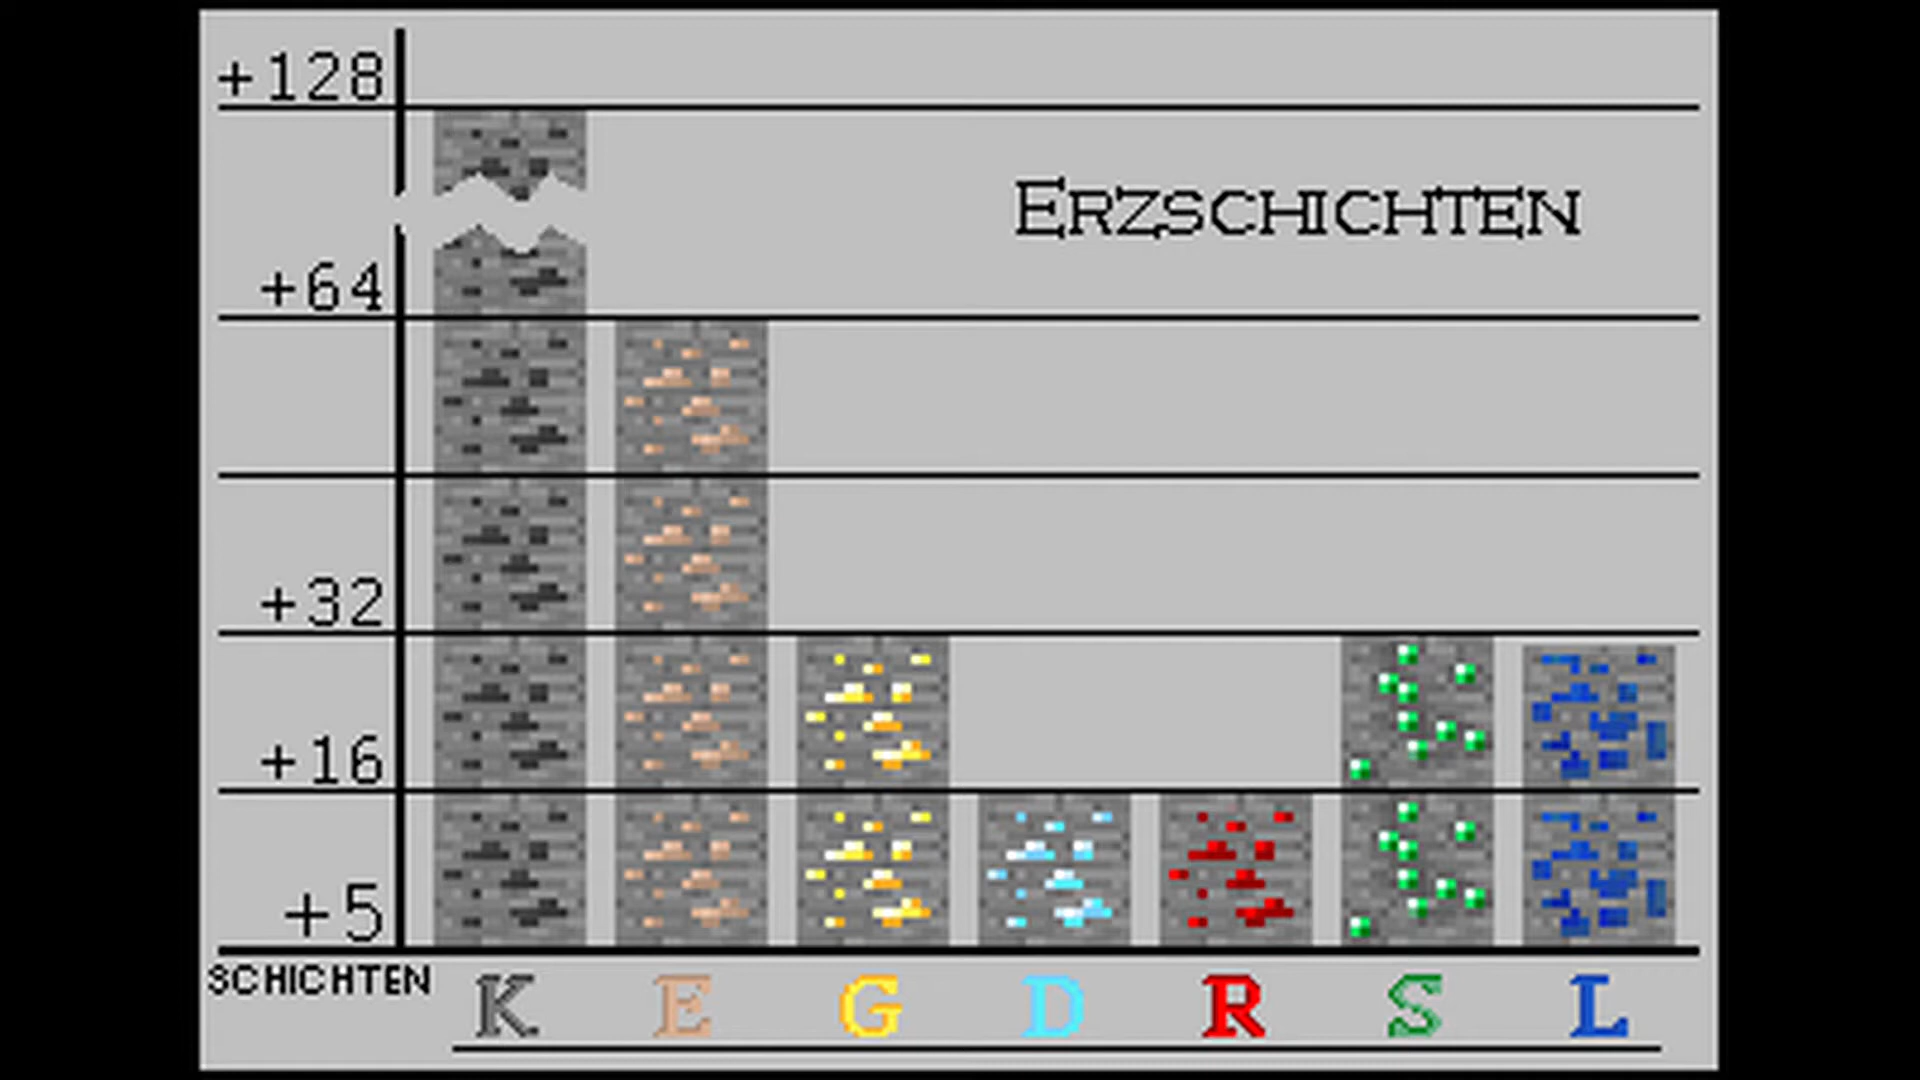 +128
ERZSCHICHTEN
+64
+32
+16
+5
SCHICHTEN K E G D R S L